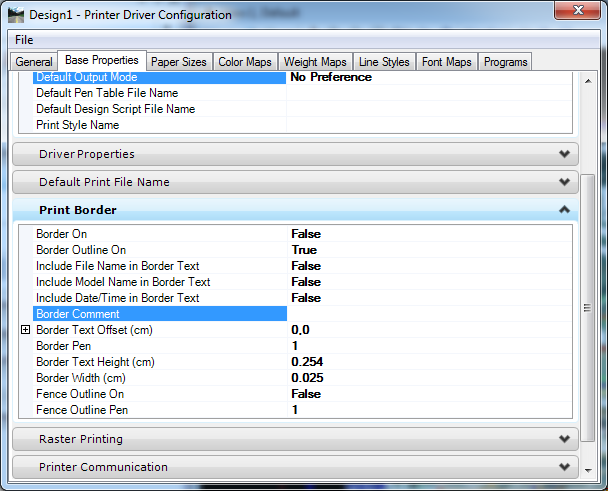 Design1 - Printer Driver Configuration
File
General Base Properties Paper Sizes Color Maps Weight Maps Line Styles Font Maps Programs
Default Output Mode No Preference
Default Pen Table File Name
Default Design Script File Name
Print Style Name
Driver Properties
Default Print File Name
Print Border
Border On False
Border Outline On True
Include File Name in Border Text False
Include Model Name in Border Text False
Include Date/Time in Border Text False
Border Comment
Border Text Offset (cm) 0,0
Border Pen 1
Border Text Height (cm) 0.254
Border Width (cm) 0.025
Fence Outline On False
Fence Outline Pen 1
Raster Printing
Printer Communication